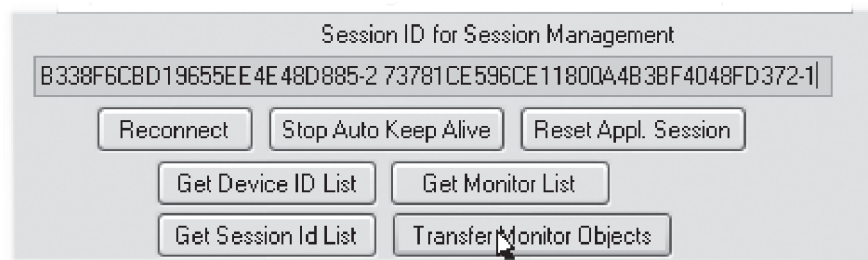 Session ID for Session Management
B338F6CBD19655EE4E48D885-2 73781CE596CE11800A4B3BF4048FD372-1
Reconnect Stop Auto Keep Alive Reset Appl. Session
Get Device ID List Get Monitor List
Get Session Id List Transfer Monitor Objects